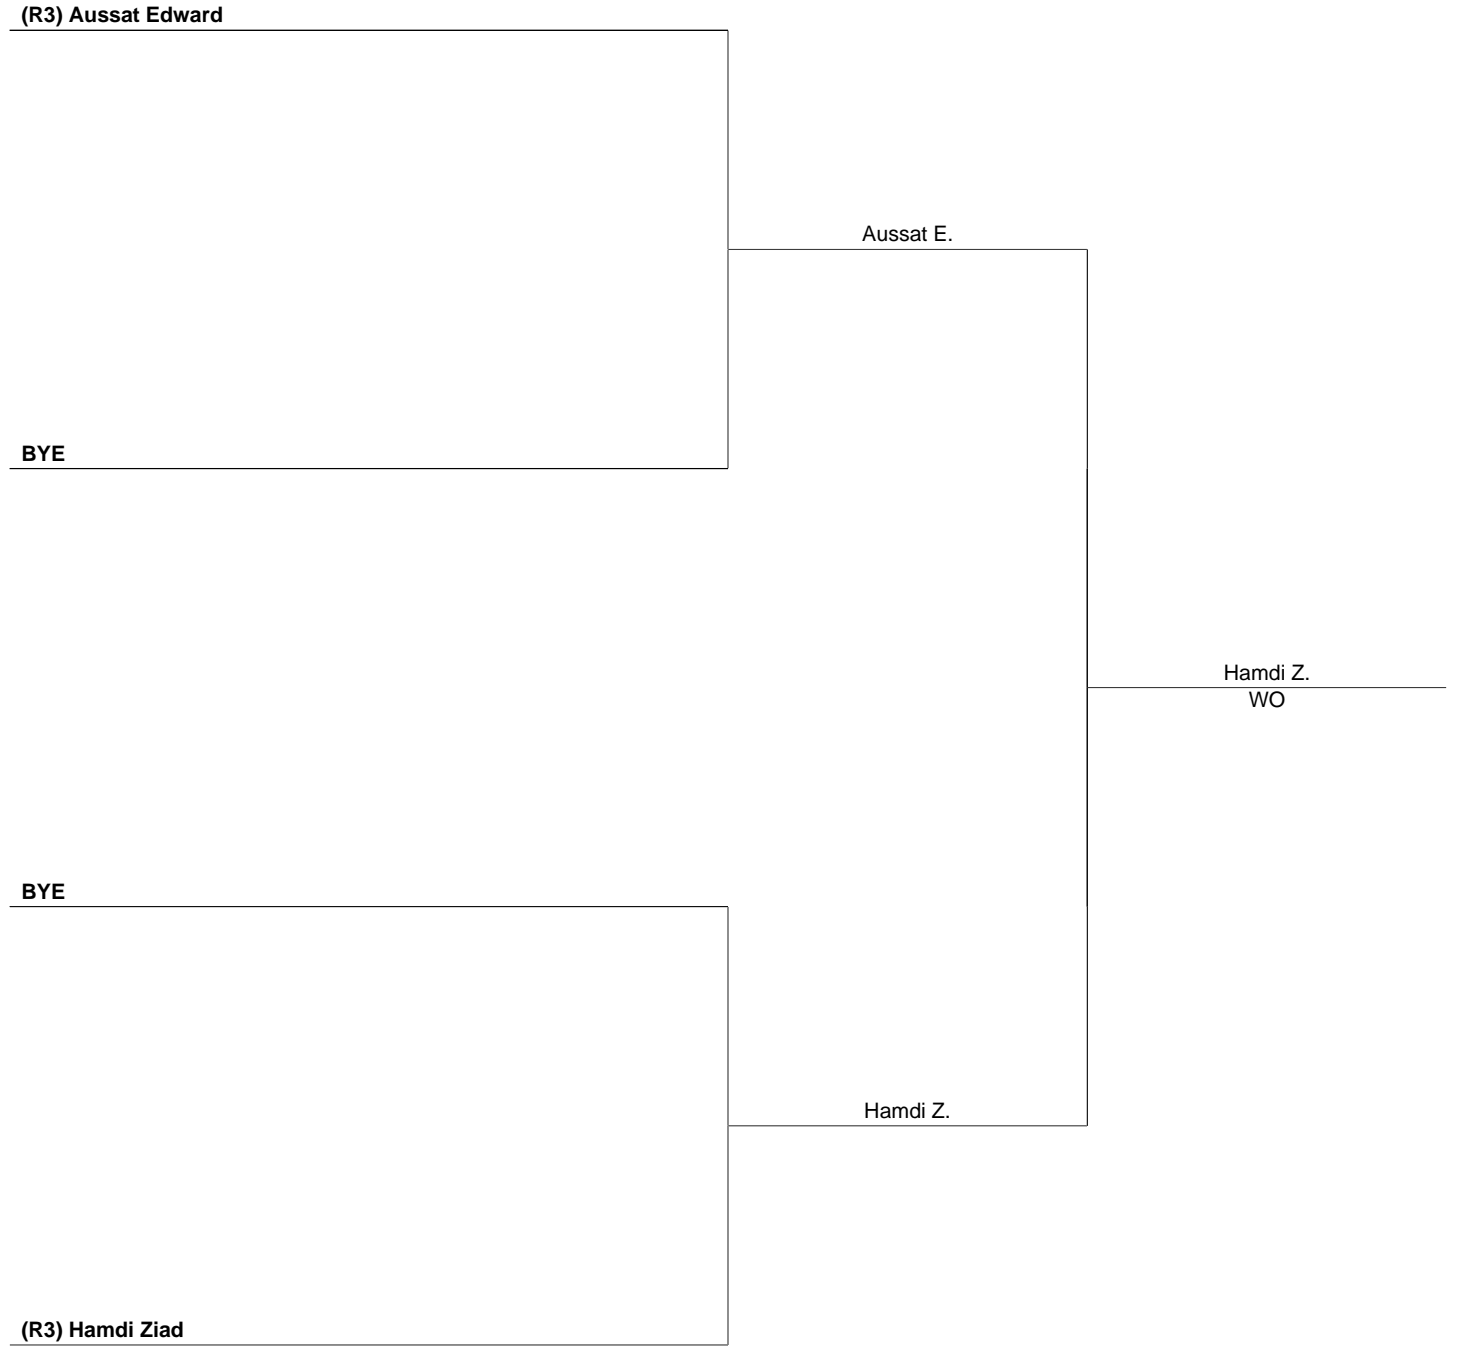 (R3) Aussat Edward
Aussat E.
BYE
Hamdi Z.
WO
BYE
Hamdi Z.
(R3) Hamdi Ziad